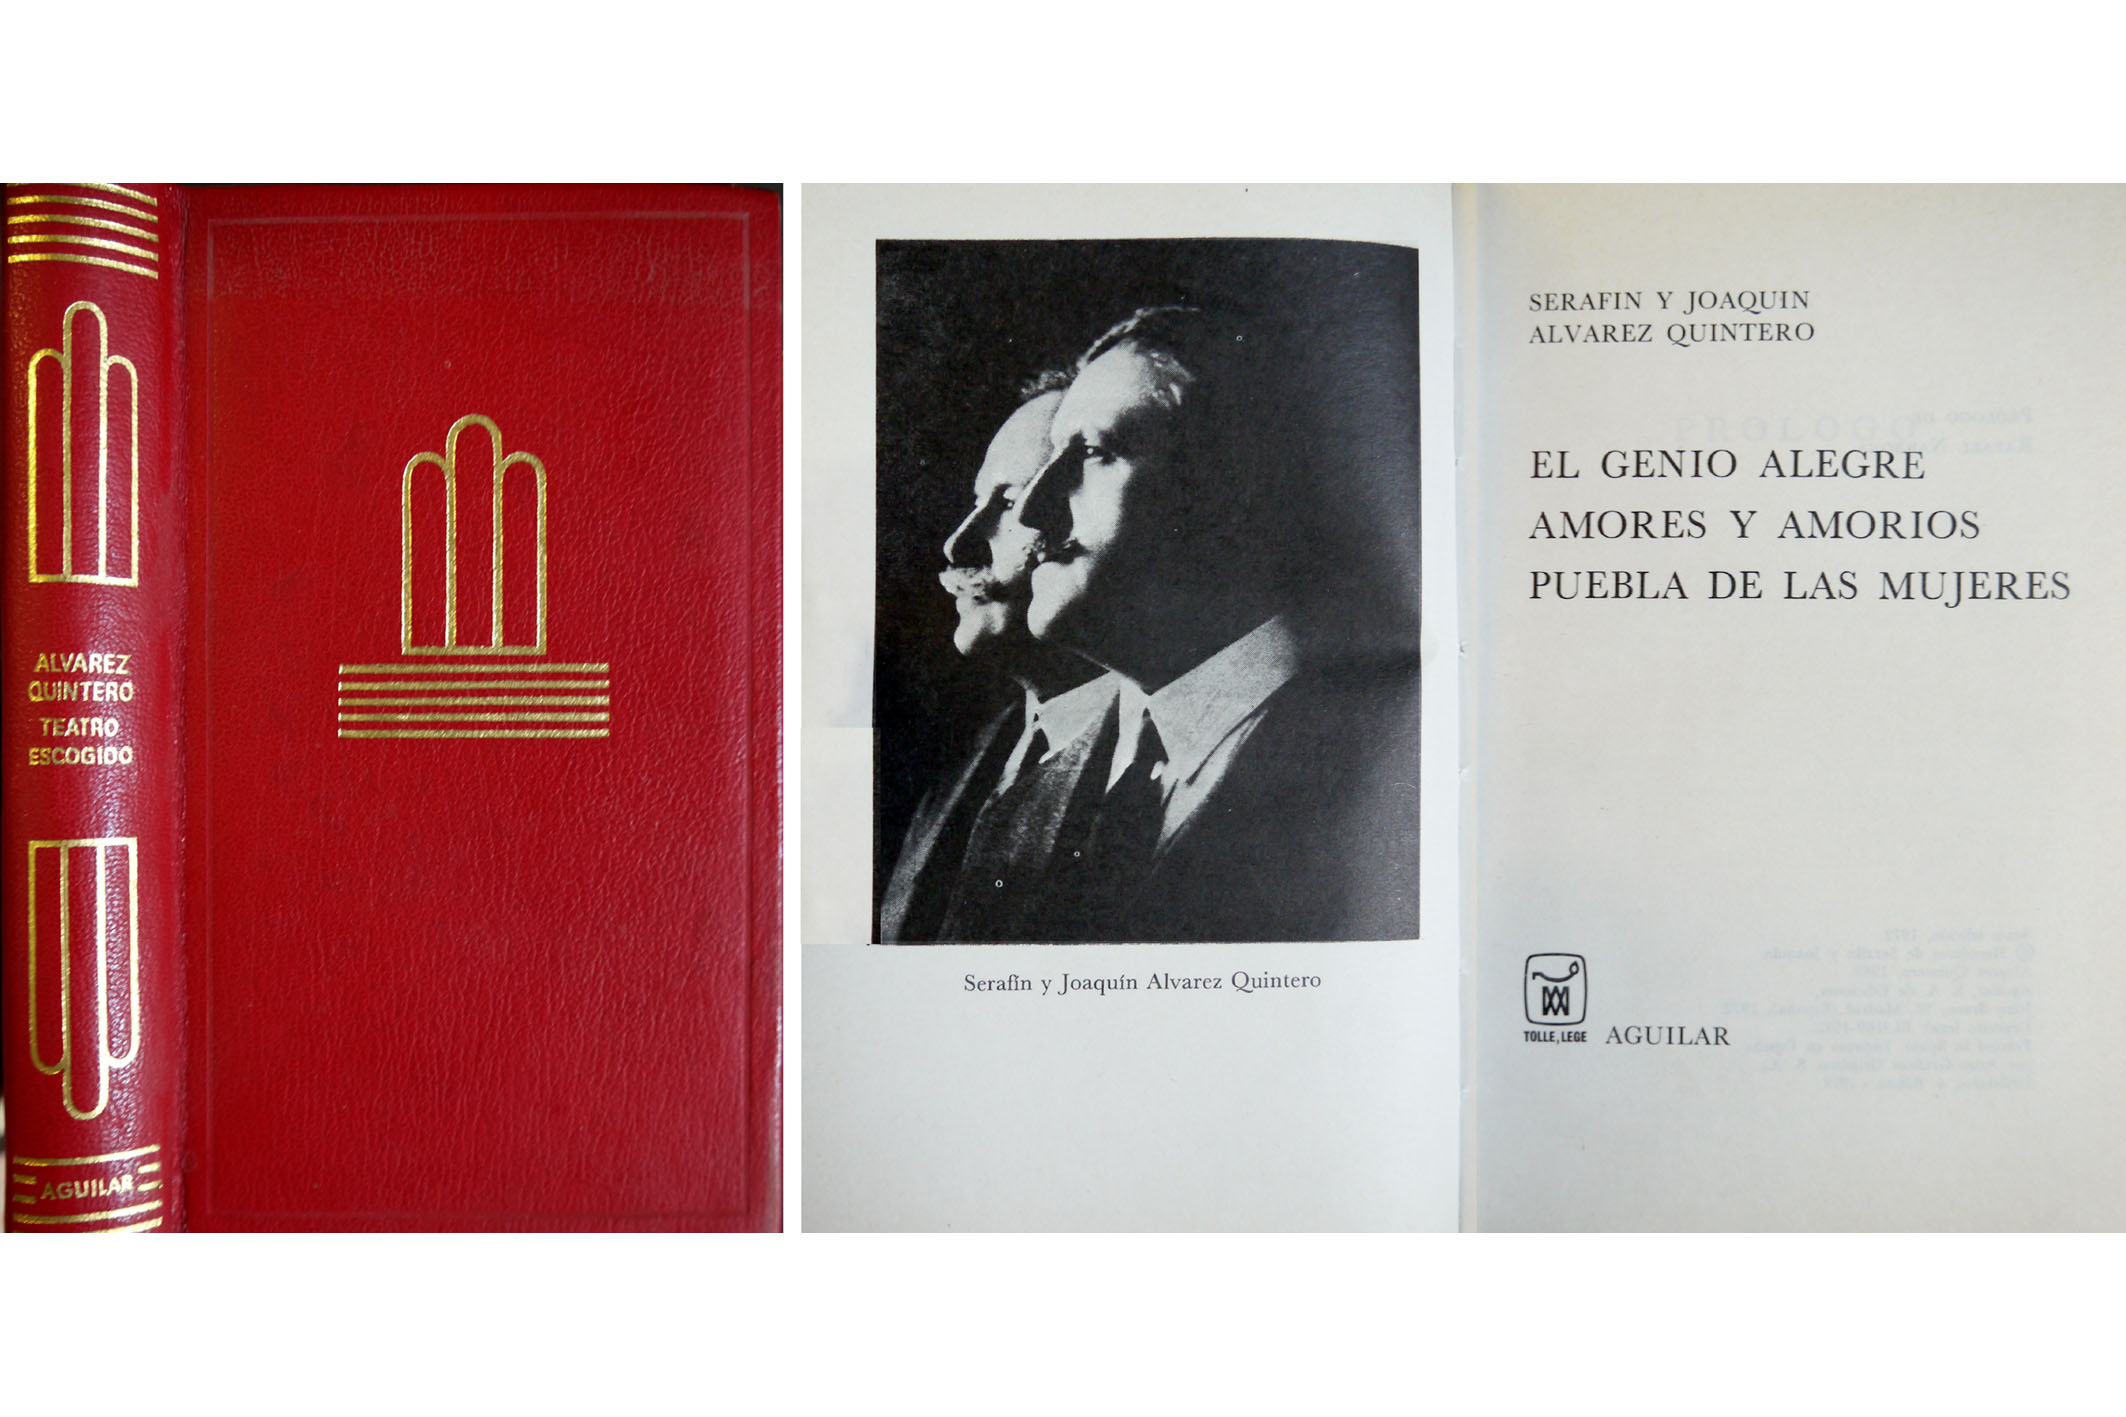 ALVAREZ
QUINTERO
TEATRO
ESCOGIDO
AGUILAR
Serafín y Joaquín Alvarez Quintero
SERAFIN Y JOAQUIN
ALVAREZ QUINTERO
EL GENIO ALEGRE
AMORES Y AMORIOS
PUEBLA DE LAS MUJERES
TOLLE, LEGE
AGUILAR
PROLOGO